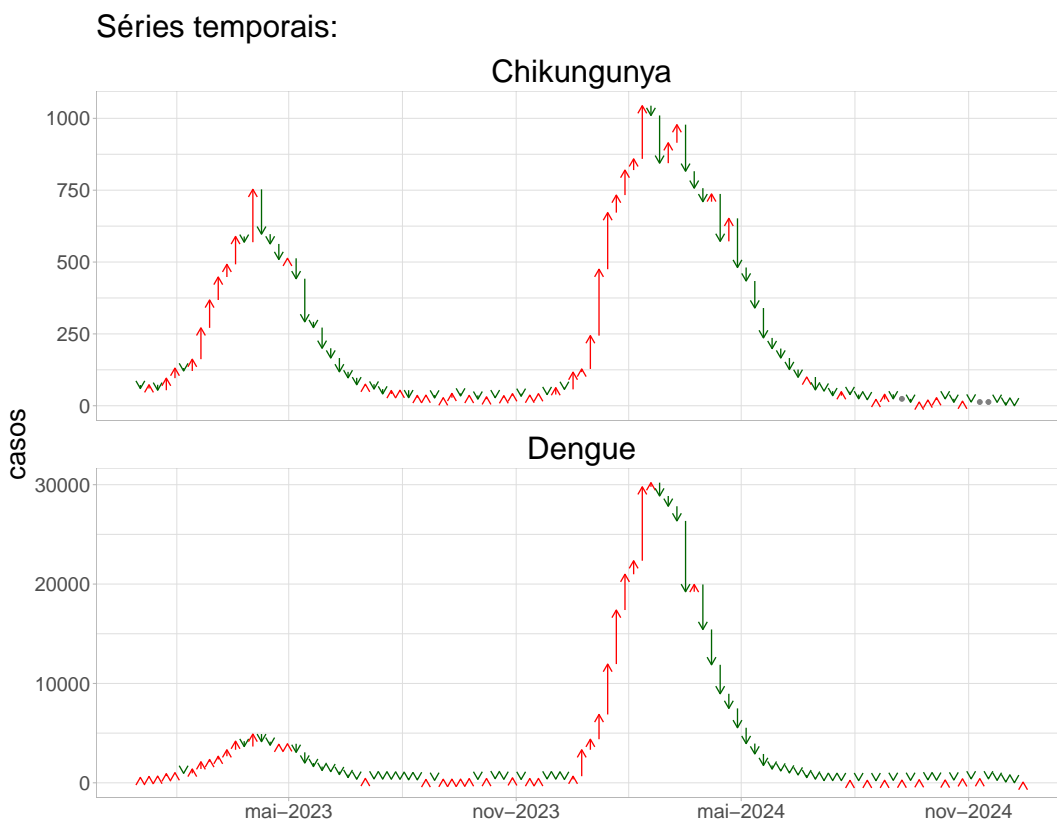 Séries temporais:
Chikungunya
1000
750
500
250
0
casos
Dengue
30000
20000
10000
0
mai−2023 nov−2023 mai−2024 nov−2024